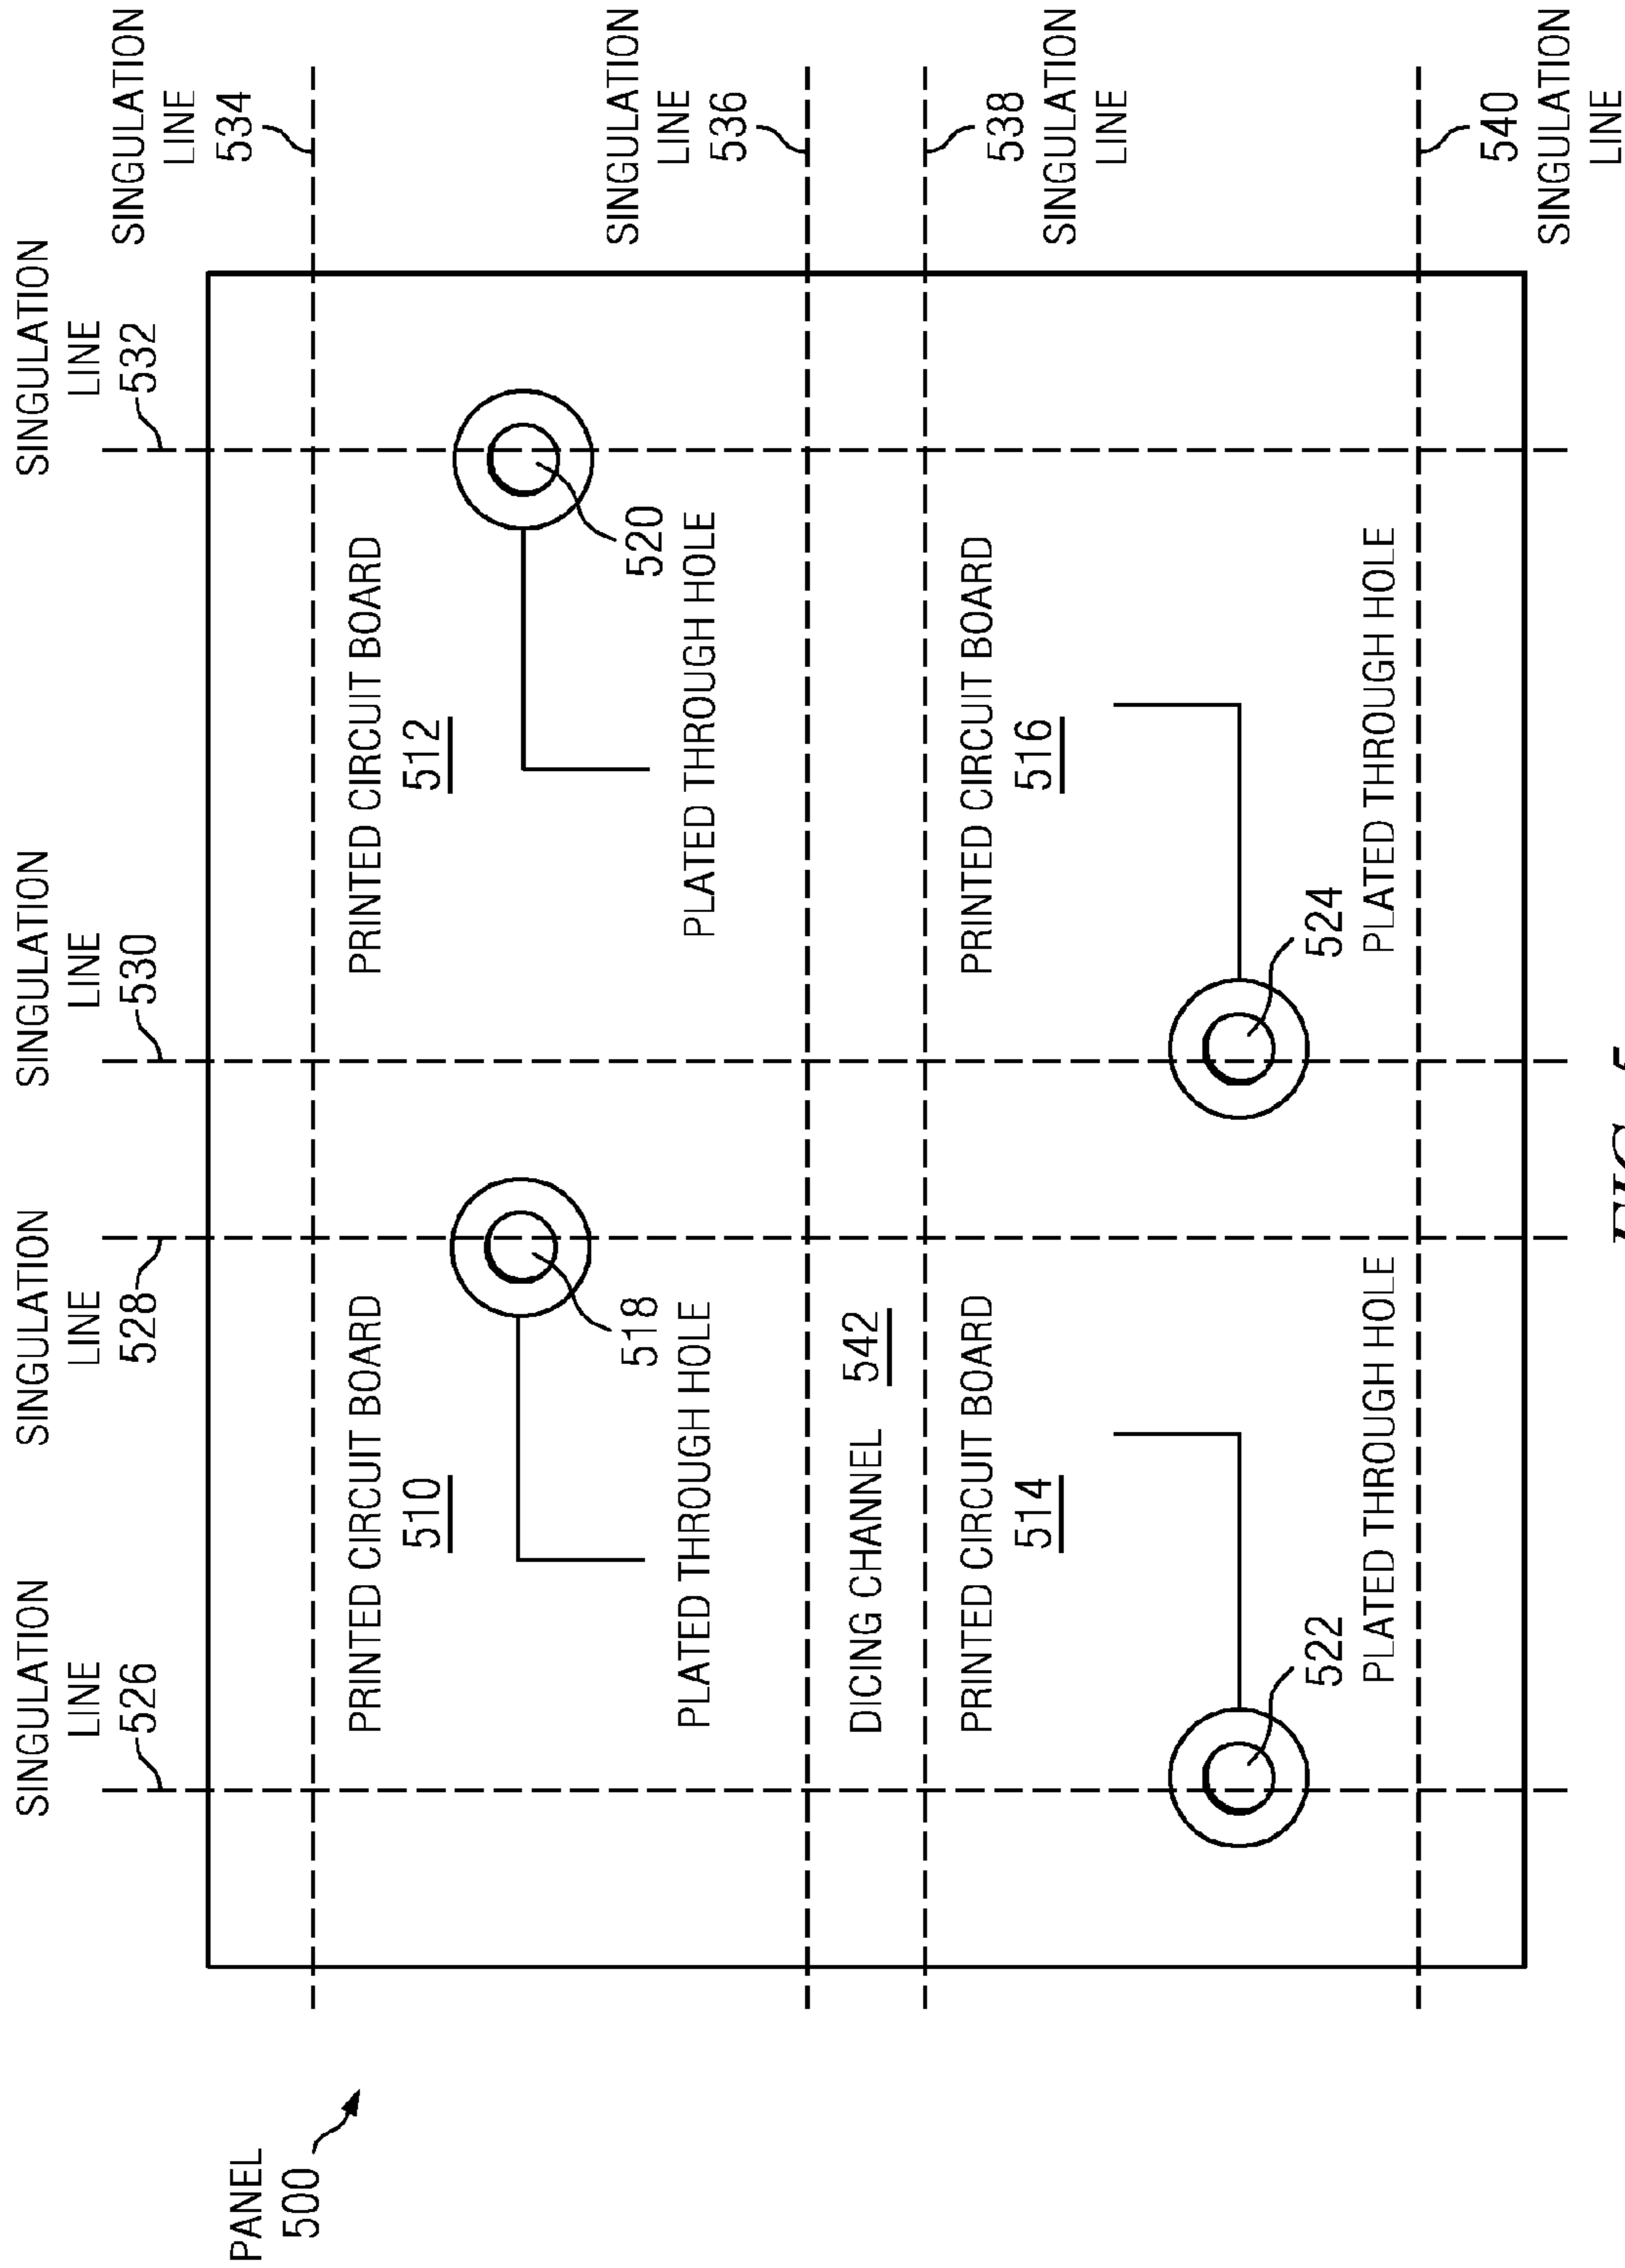 SINGULATION
LINE
526
SINGULATION
LINE
528
SINGULATION
LINE
530
SINGULATION
LINE
532
PANEL
500
SINGULATION
LINE
534
PRINTED CIRCUIT BOARD
510
518
PLATED THROUGH HOLE
PRINTED CIRCUIT BOARD
512
520
PLATED THROUGH HOLE
SINGULATION
LINE
536
DICING CHANNEL 542
538
SINGULATION
LINE
PRINTED CIRCUIT BOARD
514
522
PLATED THROUGH HOLE
PRINTED CIRCUIT BOARD
516
524
PLATED THROUGH HOLE
540
SINGULATION
LINE
FIG. 5